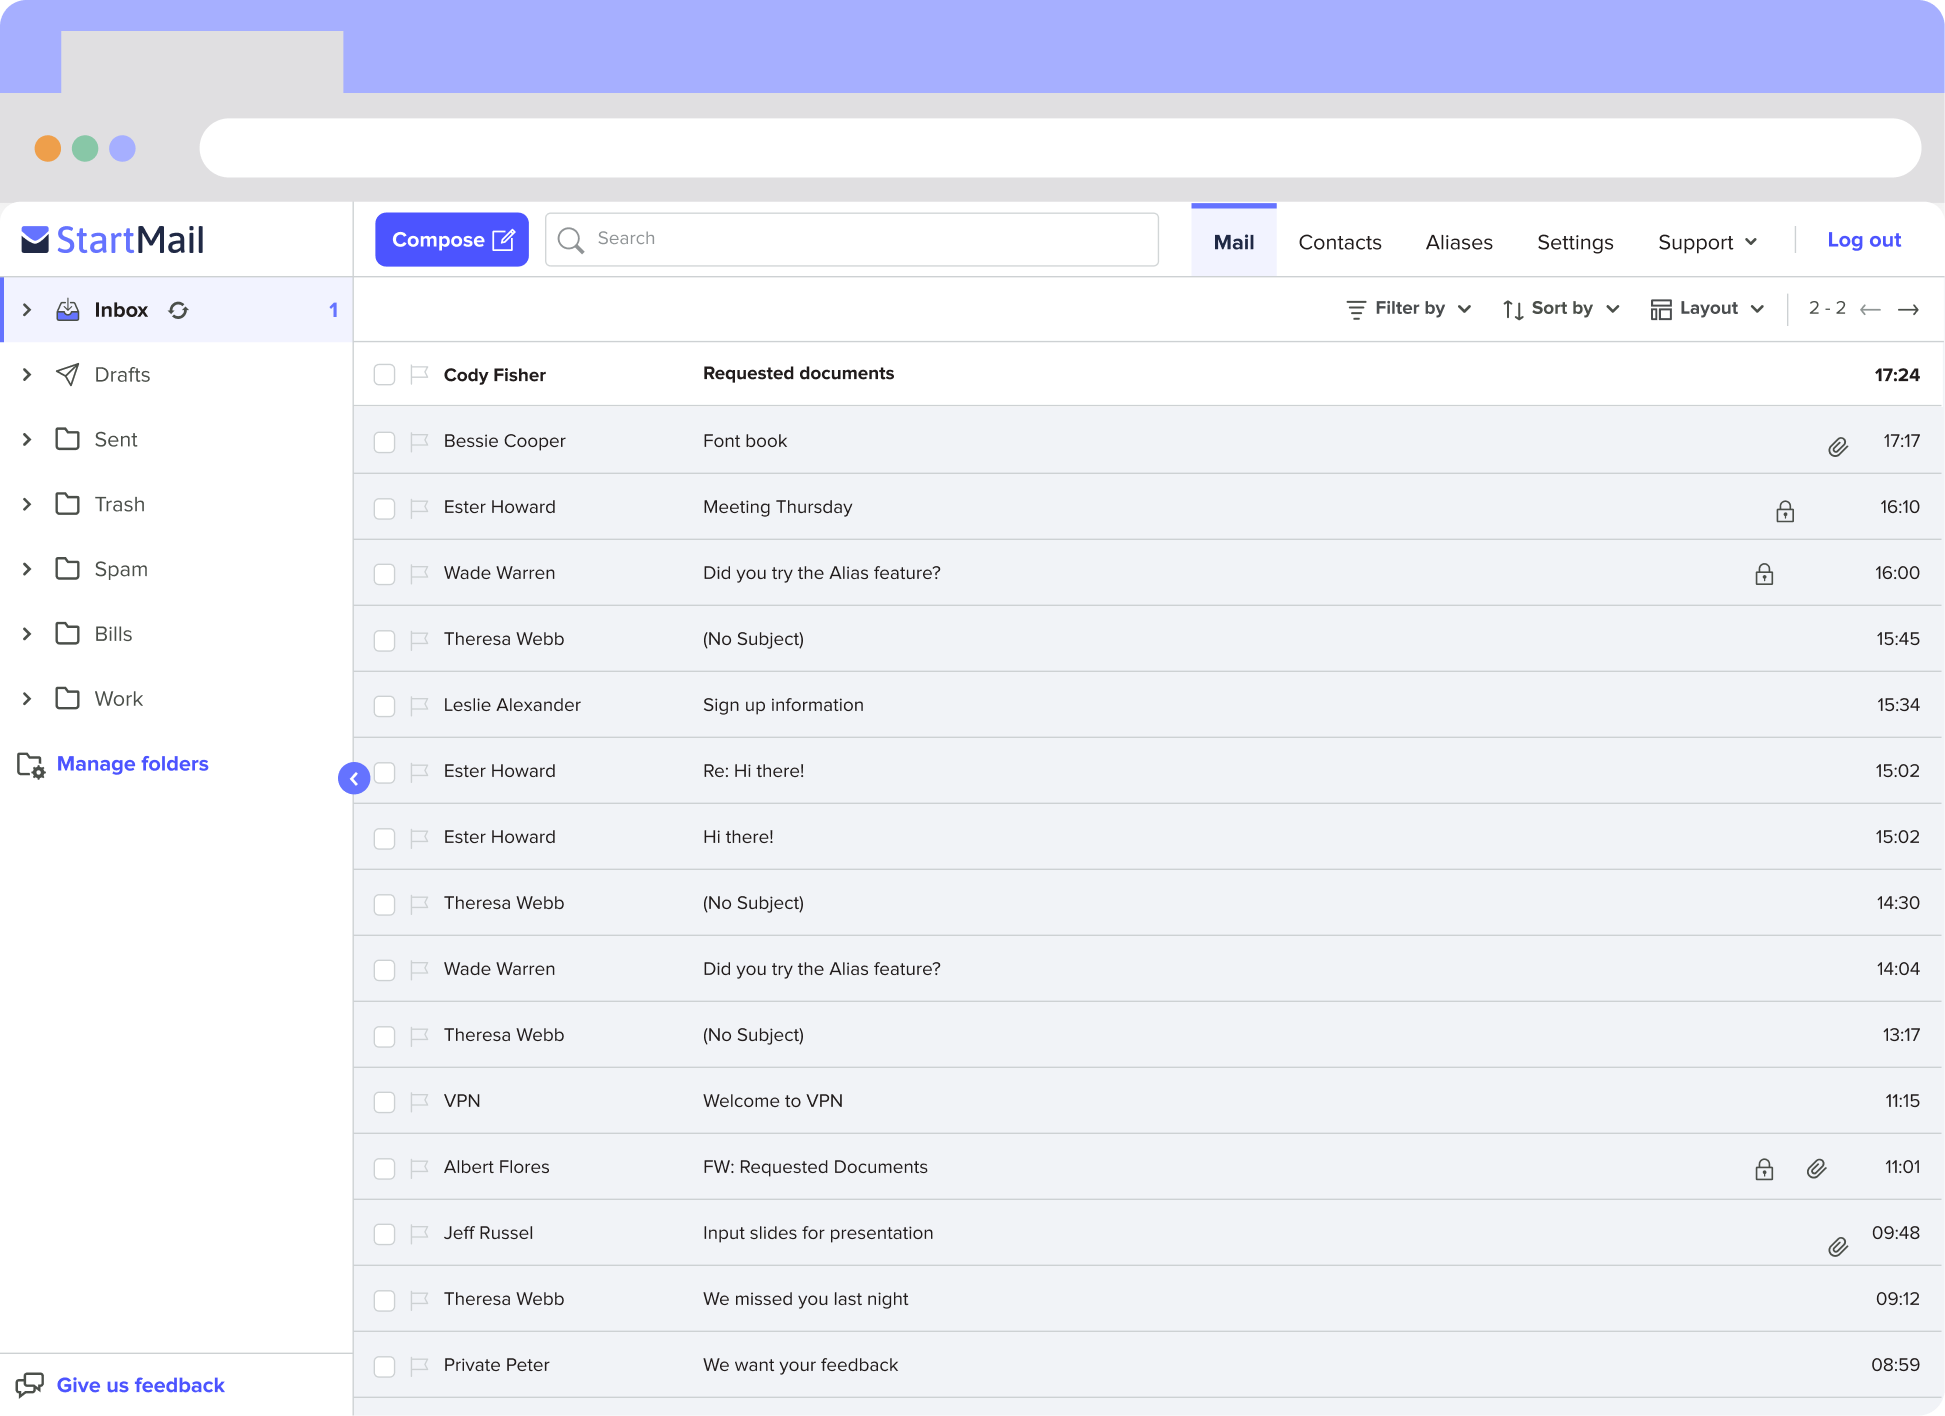 StartMail
Compose
Search
Mail Contacts Aliases Settings Support Log out
Inbox 1
Filter by Sort by Layout 2 - 2
Drafts
Sent
Trash
Spam
Bills
Work
Manage folders
Give us feedback
Cody Fisher Requested documents 17:24
Bessie Cooper Font book 17:17
Ester Howard Meeting Thursday 16:10
Wade Warren Did you try the Alias feature? 16:00
Theresa Webb (No Subject) 15:45
Leslie Alexander Sign up information 15:34
Ester Howard Re: Hi there! 15:02
Ester Howard Hi there! 15:02
Theresa Webb (No Subject) 14:30
Wade Warren Did you try the Alias feature? 14:04
Theresa Webb (No Subject) 13:17
VPN Welcome to VPN 11:15
Albert Flores FW: Requested Documents 11:01
Jeff Russel Input slides for presentation 09:48
Theresa Webb We missed you last night 09:12
Private Peter We want your feedback 08:59